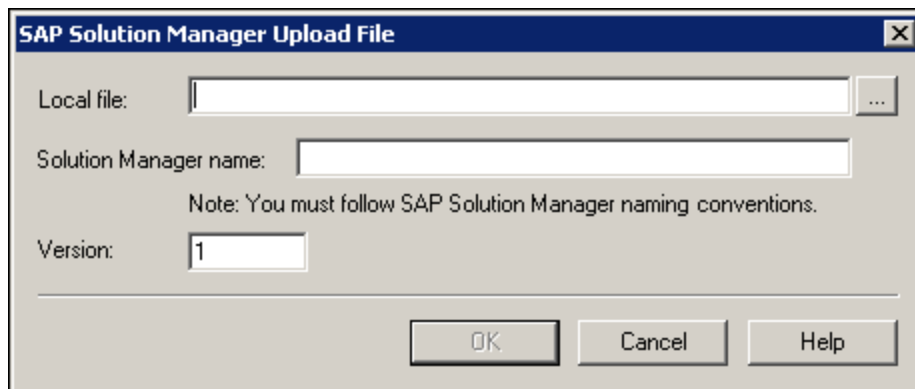 SAP Solution Manager Upload File
Local file:
...
Solution Manager name:
Note: You must follow SAP Solution Manager naming conventions.
Version:
1
OK
Cancel
Help